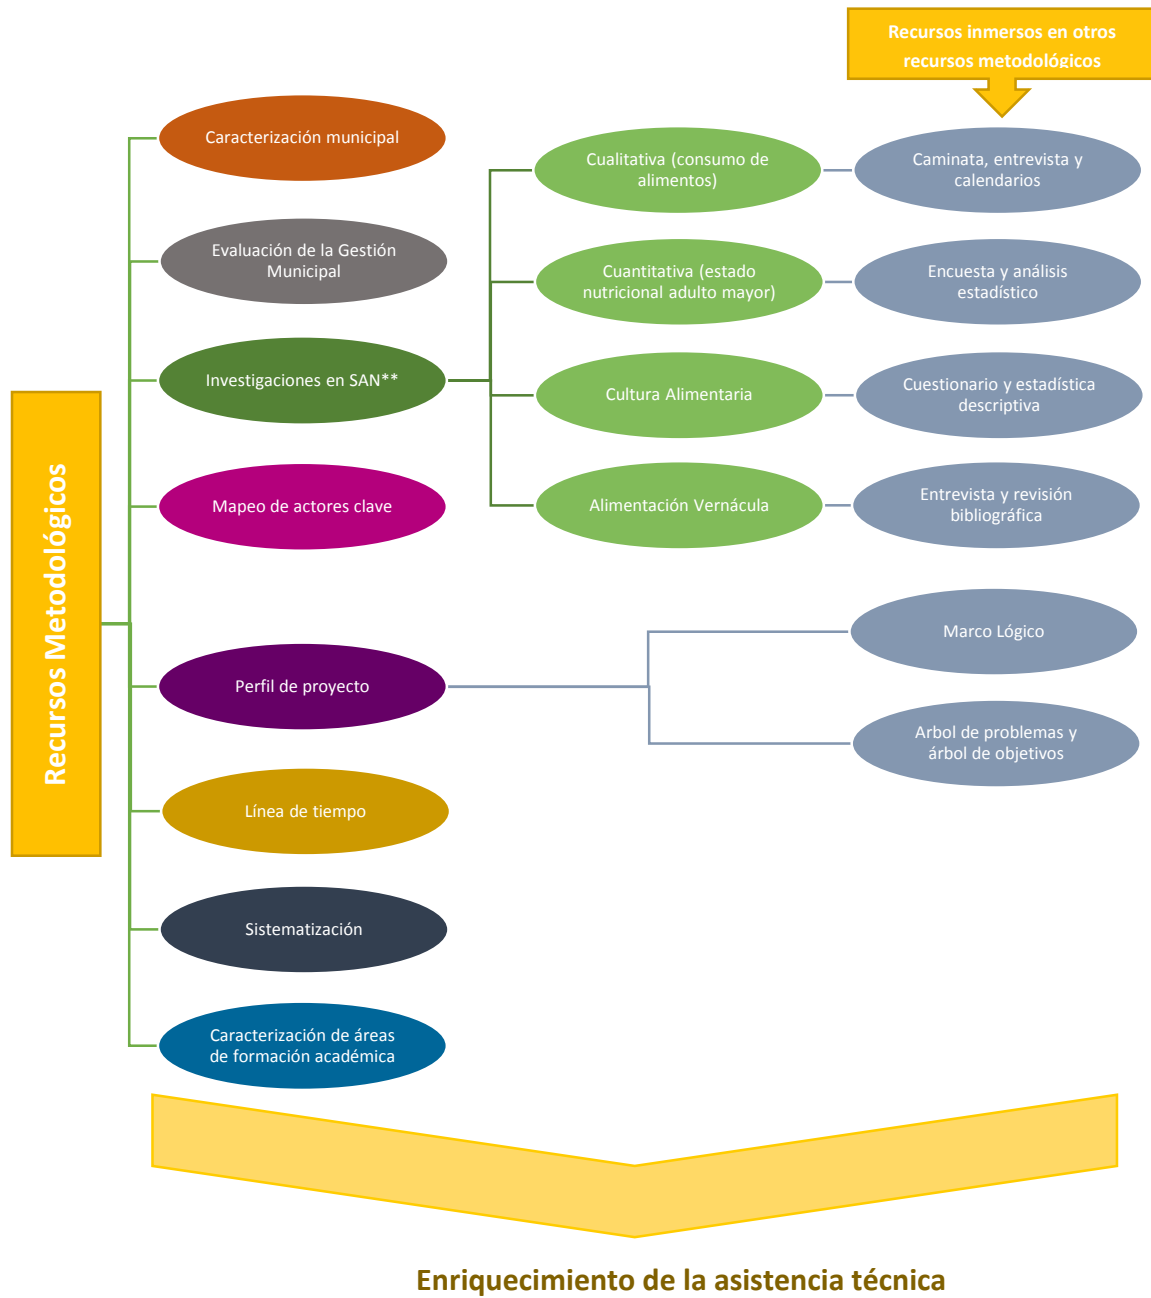 Recursos inmersos en otros
recursos metodológicos
Recursos Metodológicos
Caracterización municipal
Evaluación de la Gestión
Municipal
Investigaciones en SAN**
Mapeo de actores clave
Perfil de proyecto
Línea de tiempo
Sistematización
Caracterización de áreas
de formación académica
Cualitativa (consumo de
alimentos)
Cuantitativa (estado
nutricional adulto mayor)
Cultura Alimentaria
Alimentación Vernácula
Caminata, entrevista y
calendarios
Encuesta y análisis
estadístico
Cuestionario y estadística
descriptiva
Entrevista y revisión
bibliográfica
Marco Lógico
Arbol de problemas y
árbol de objetivos
Enriquecimiento de la asistencia técnica